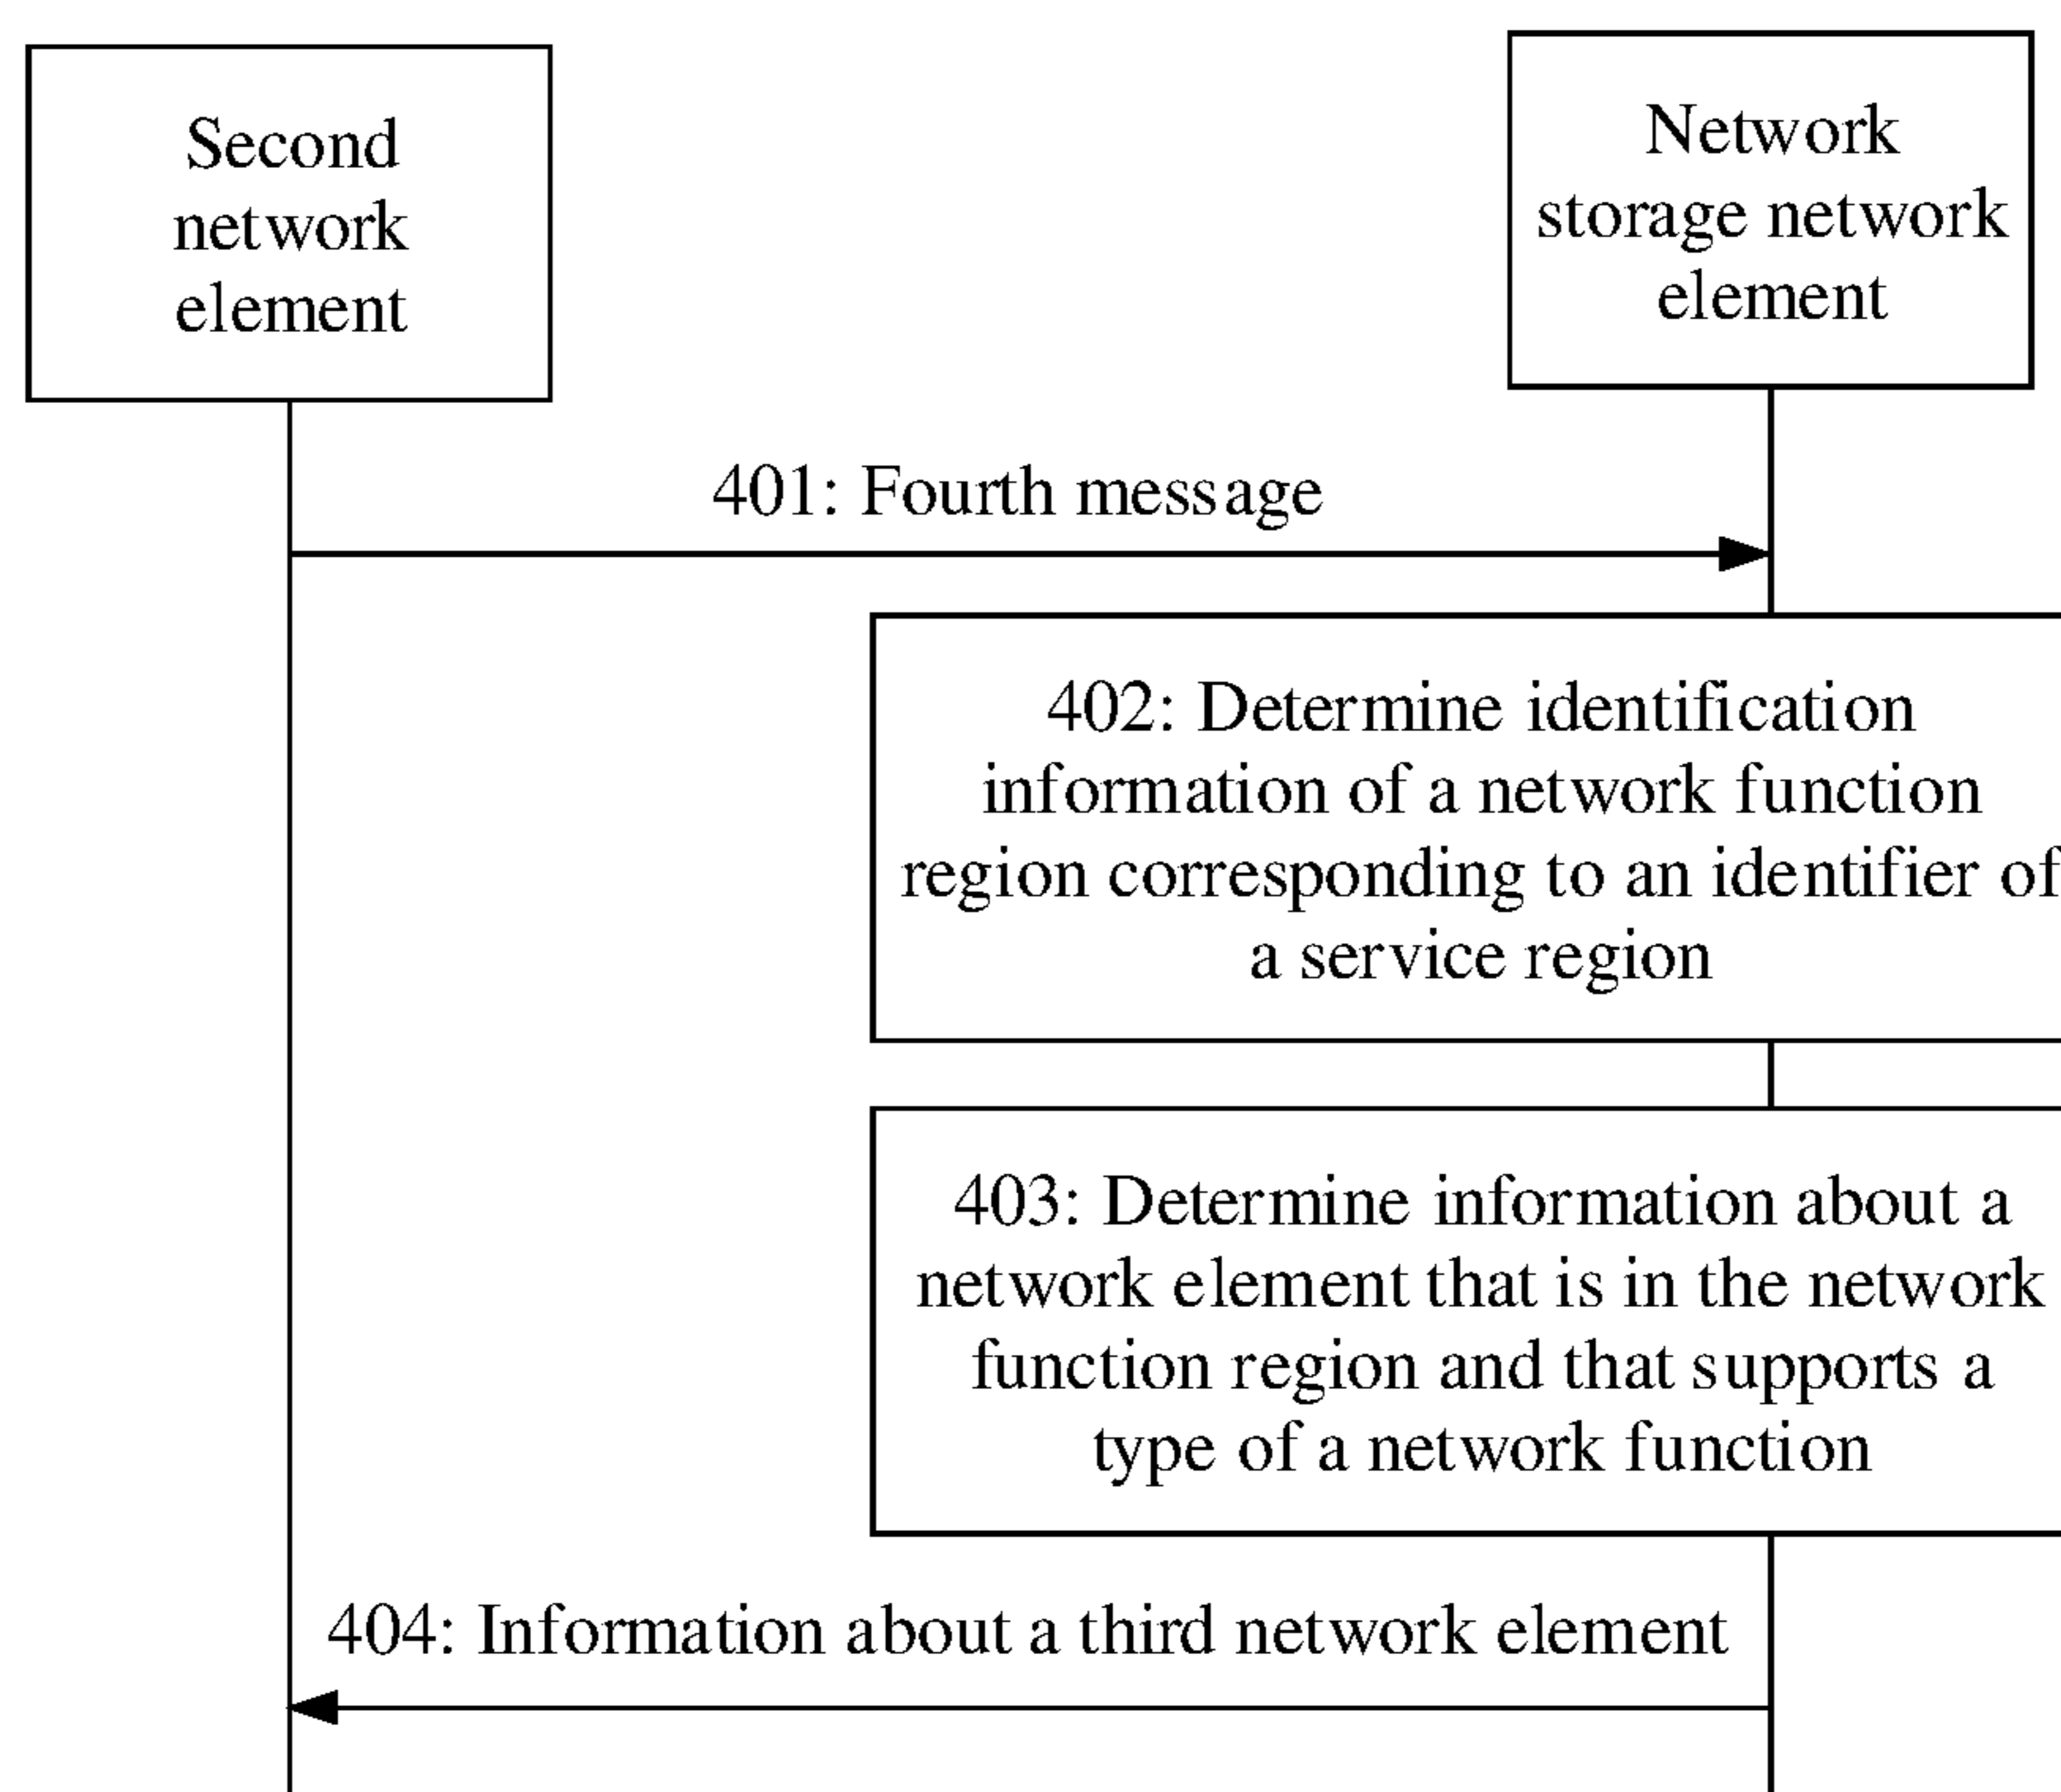 Second
network
element
Network
storage network
element
401: Fourth message
402: Determine identification
information of a network function
region corresponding to an identifier of
a service region
403: Determine information about a
network element that is in the network
function region and that supports a
type of a network function
404: Information about a third network element